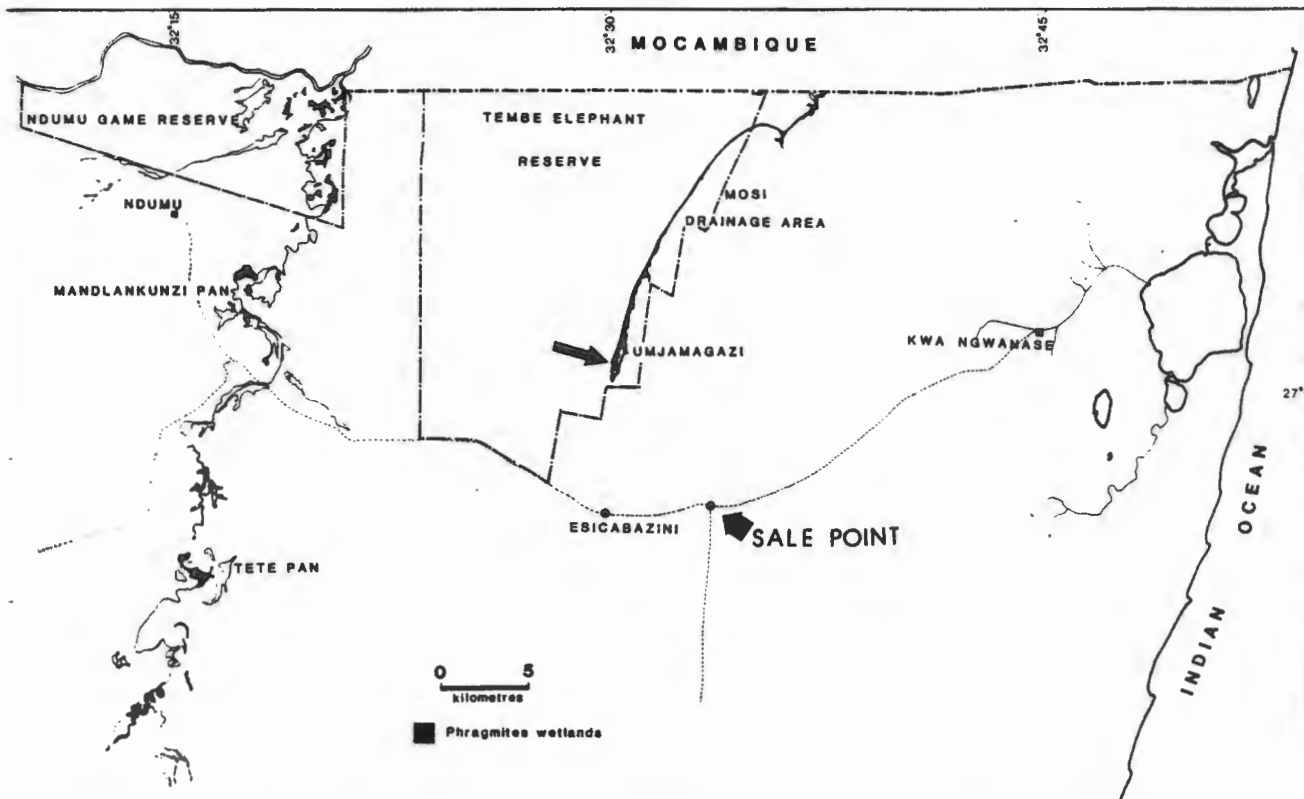 32°15'
32°30'
32°45'
MOCAMBIQUE
NDUMU GAME RESERVE
TEMBE ELEPHANT
RESERVE
NDUMU
MOSI
DRAINAGE AREA
MANDLANKUNZI PAN
UMJAMAGAZI
KWA NGWANASE
27°
ESICABAZINI
SALE POINT
TETE PAN
INDIAN OCEAN
0 5
kilometres
Phragmites wetlands